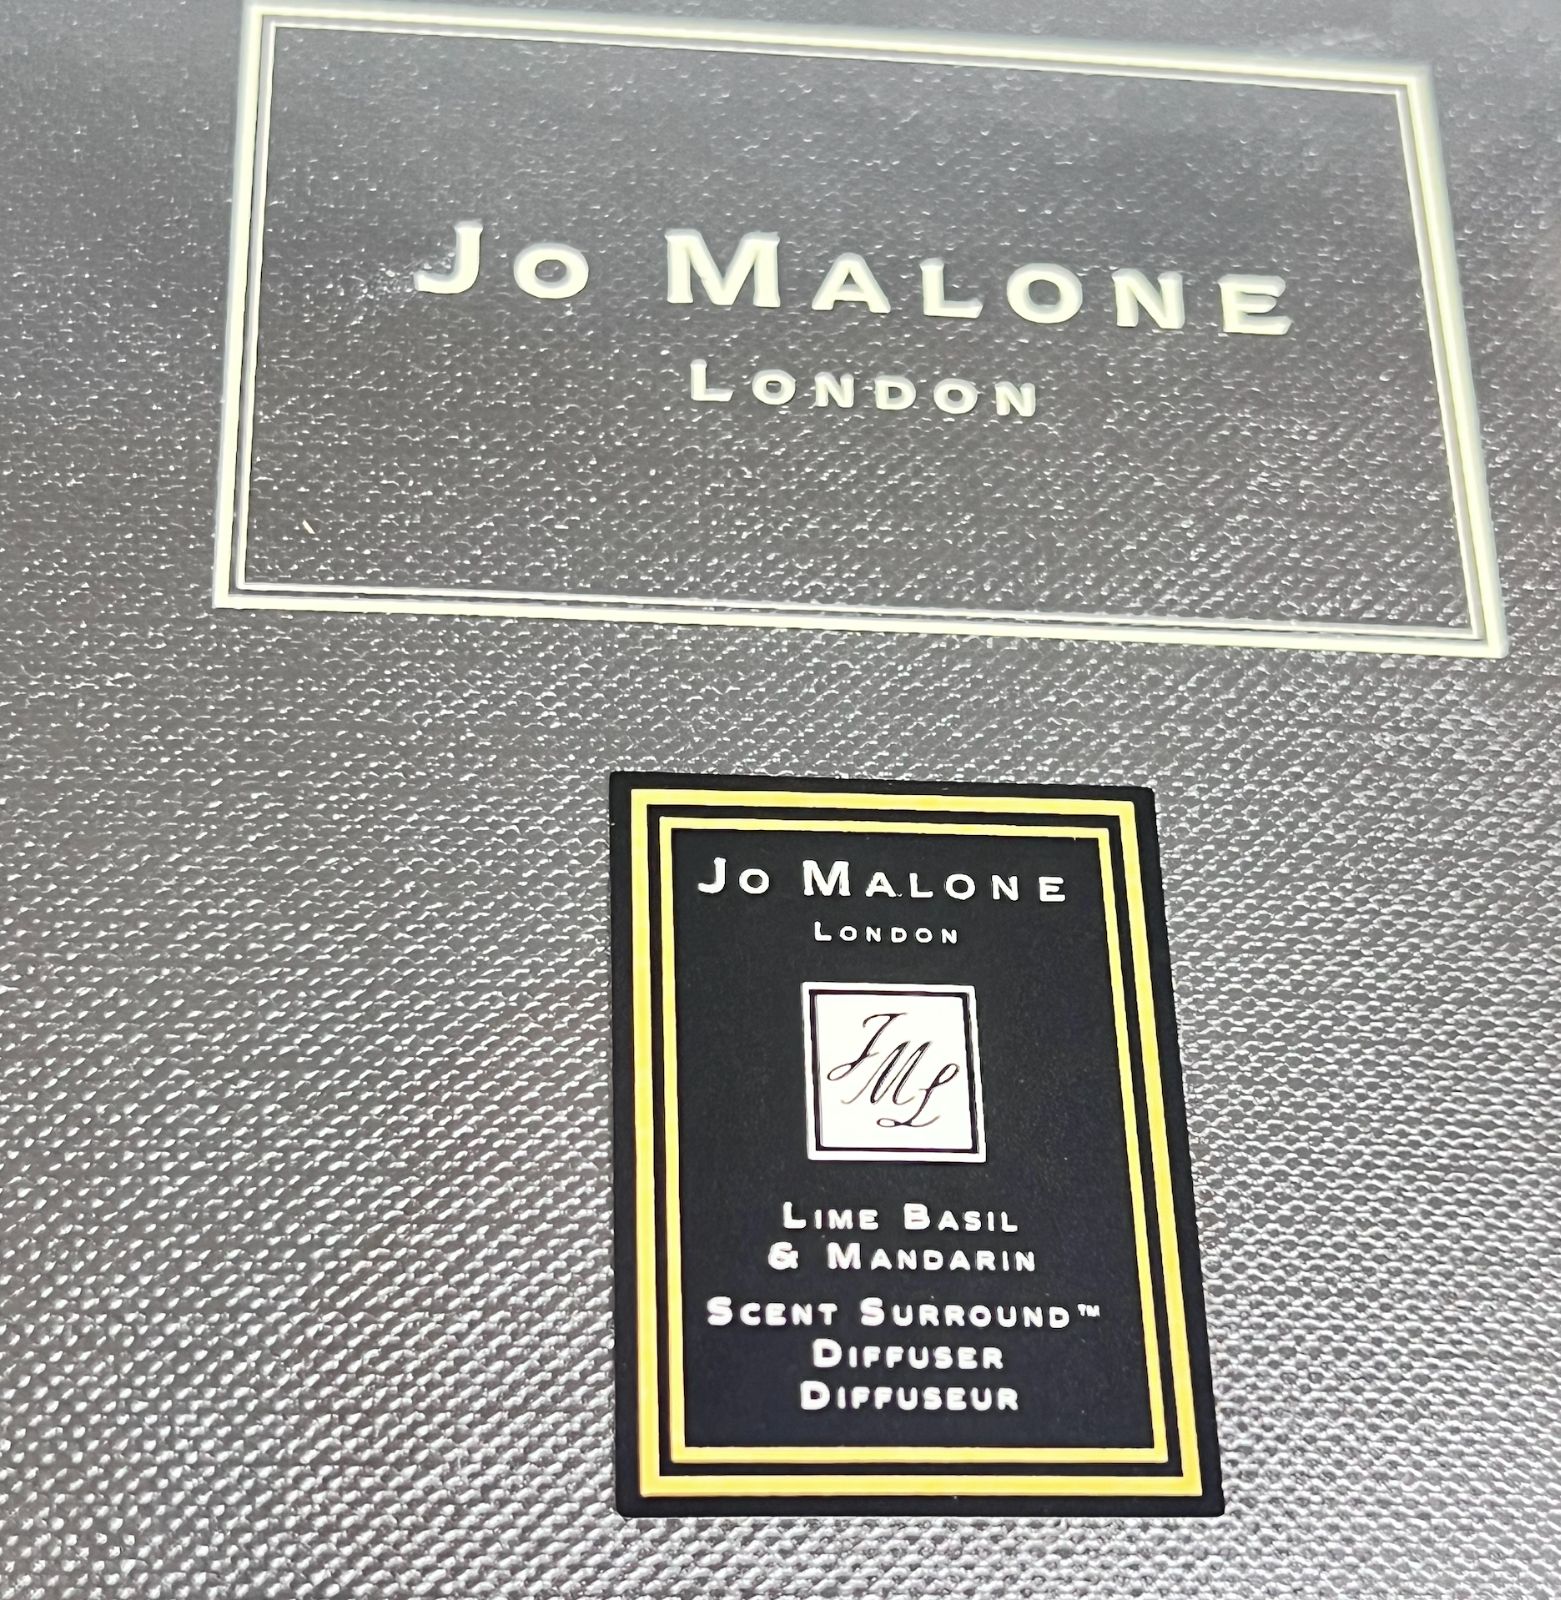 Jo Malone
London
Jo Malone
London
JML
Lime Basil
& Mandarin
Scent Surround™
Diffuser
Diffuseur